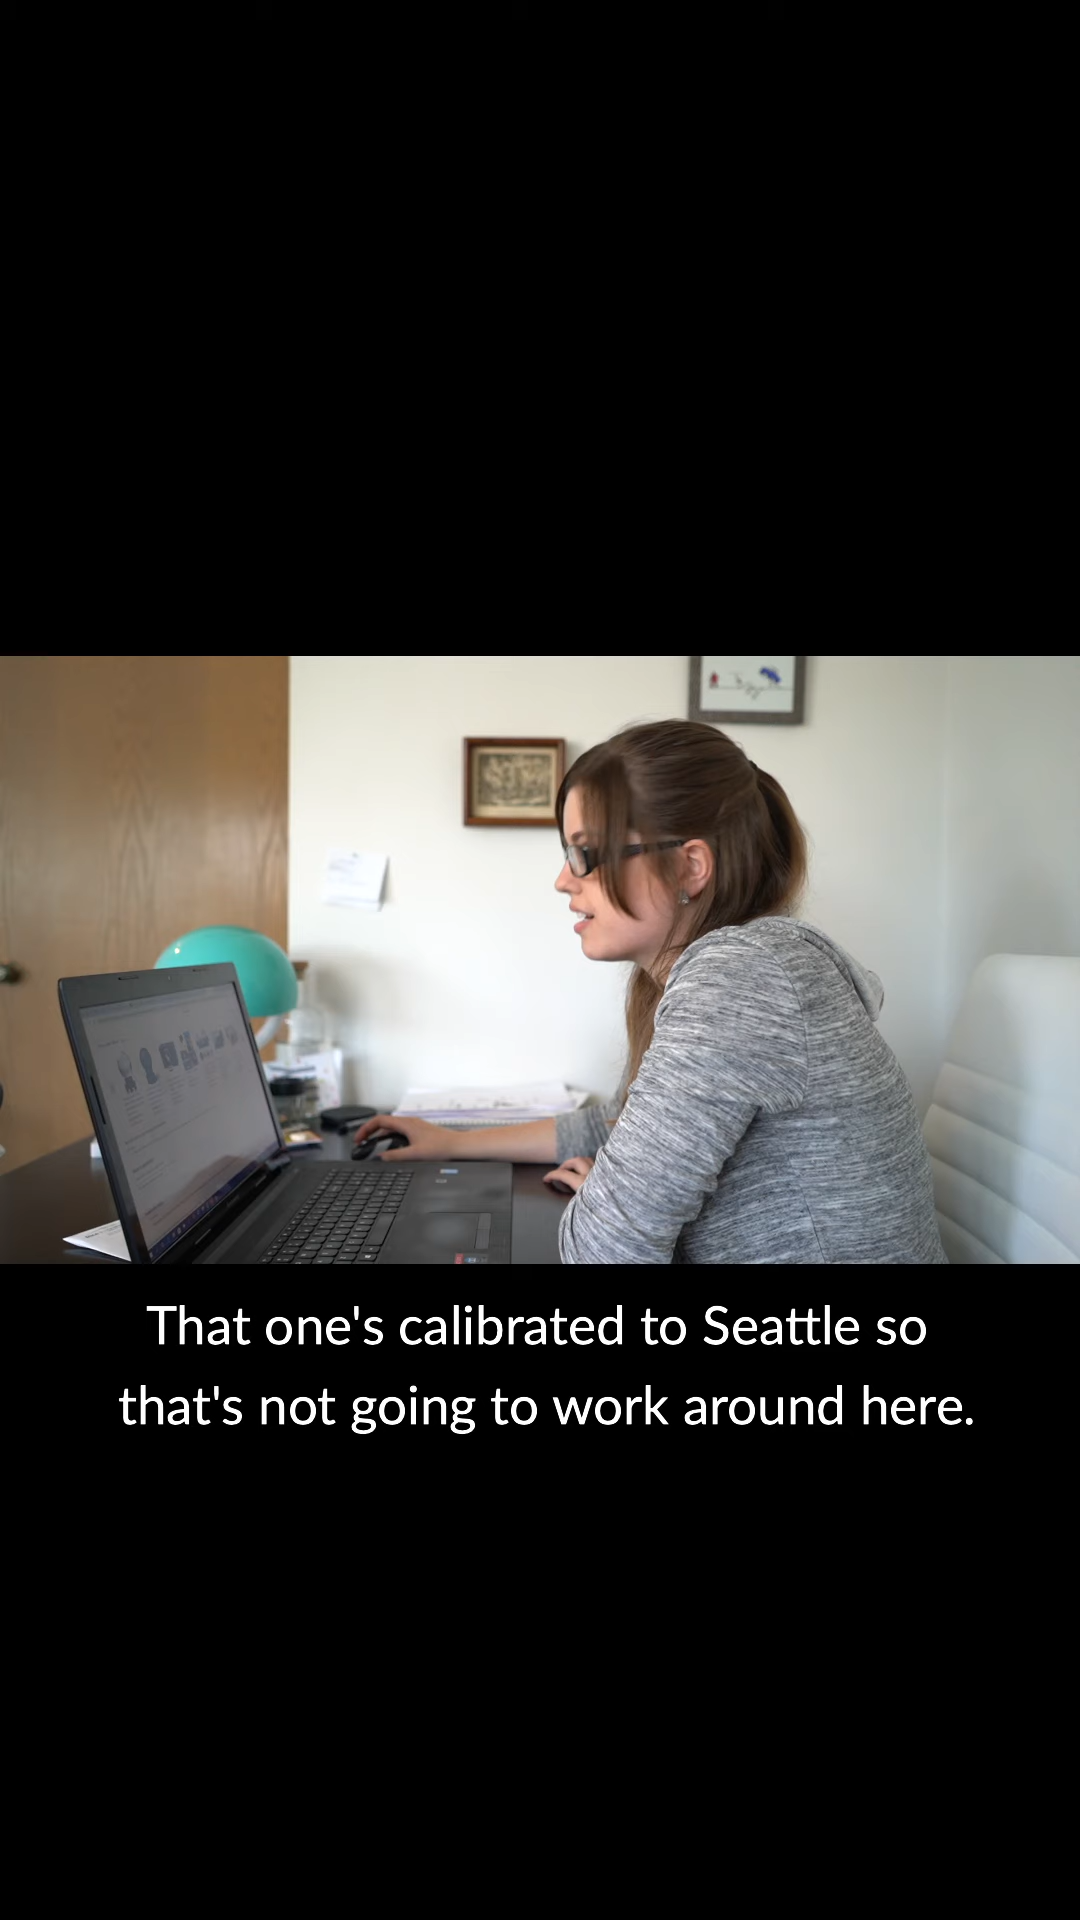 That one's calibrated to Seattle so
that's not going to work around here.